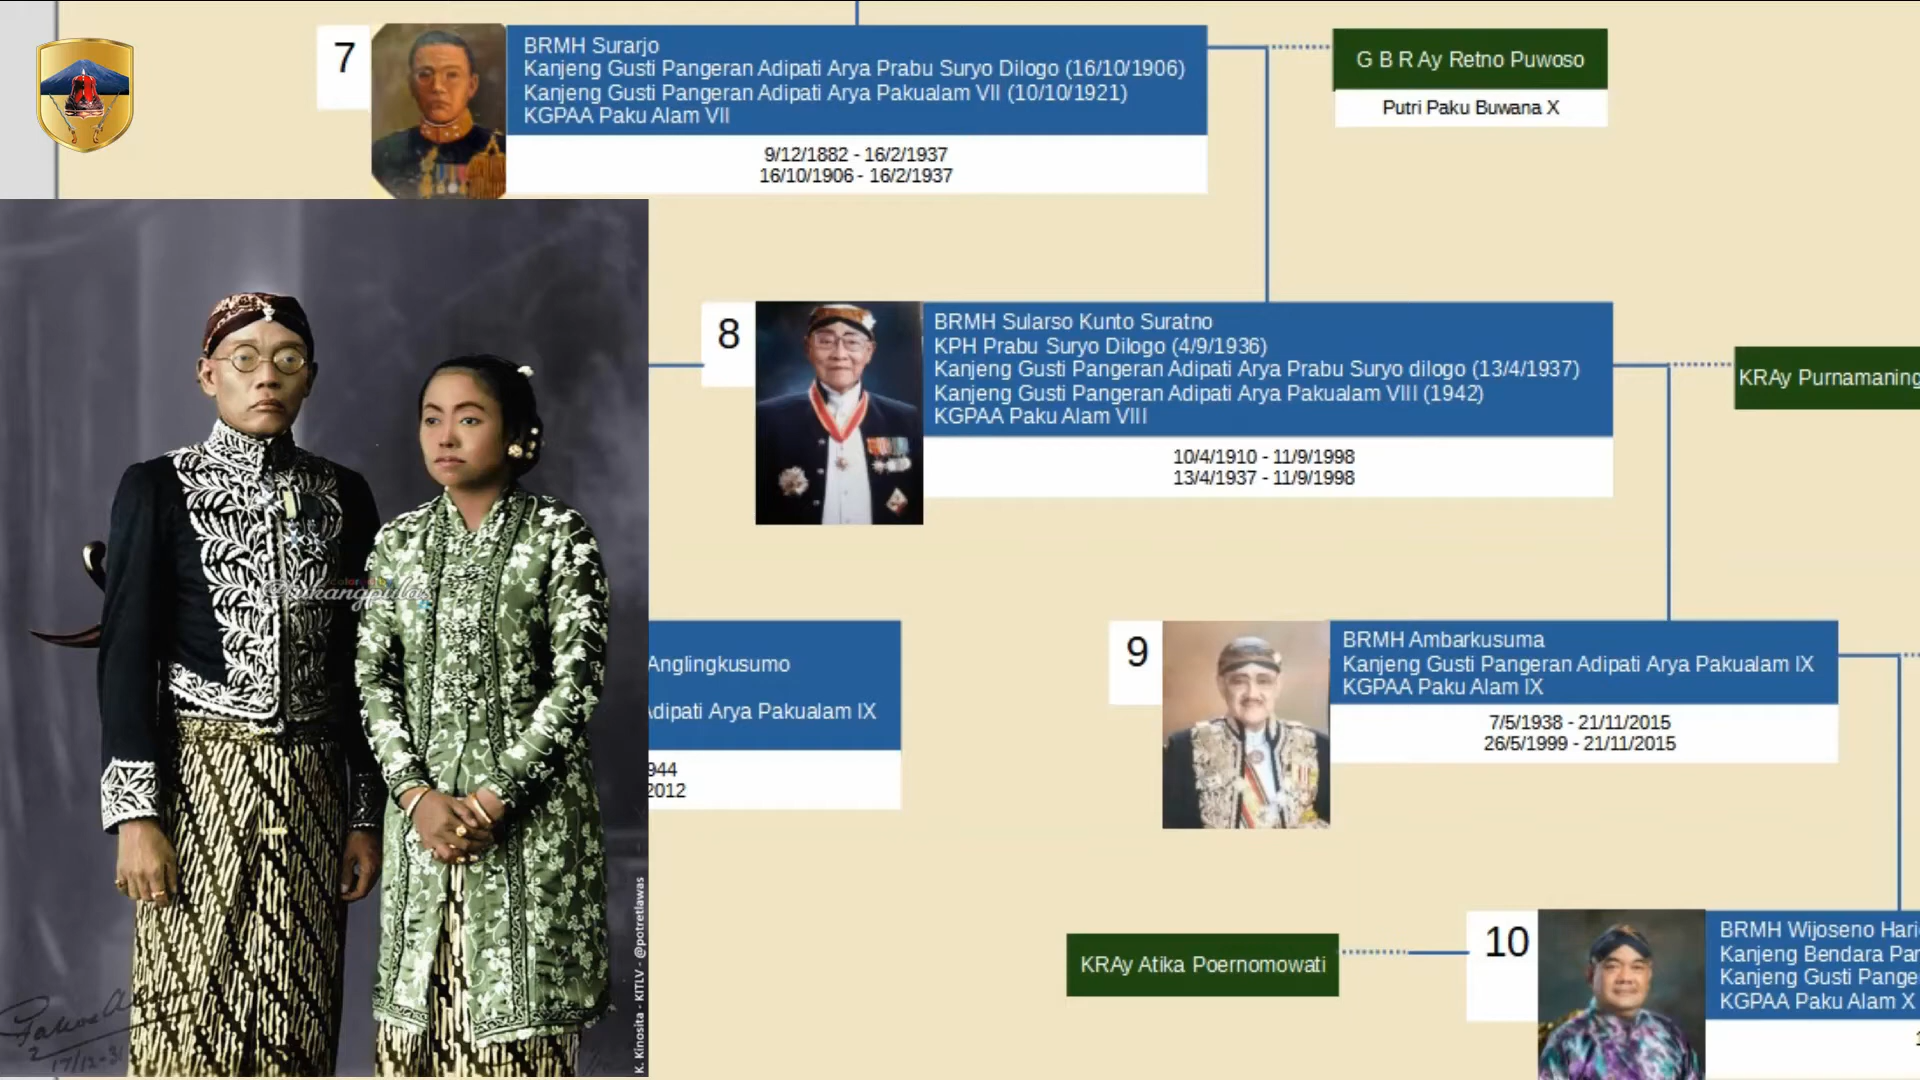 7
BRMH Surarjo
Kanjeng Gusti Pangeran Adipati Arya Prabu Suryo Dilogo (16/10/1906)
Kanjeng Gusti Pangeran Adipati Arya Pakualam VII (10/10/1921)
KGPAA Paku Alam VII
9/12/1882 - 16/2/1937
16/10/1906 - 16/2/1937
G B R Ay Retno Puwoso
Putri Paku Buwana X
8
BRMH Sularso Kunto Suratno
KPH Prabu Suryo Dilogo (4/9/1936)
Kanjeng Gusti Pangeran Adipati Arya Prabu Suryo dilogo (13/4/1937)
Kanjeng Gusti Pangeran Adipati Arya Pakualam VIII (1942)
KGPAA Paku Alam VIII
10/4/1910 - 11/9/1998
13/4/1937 - 11/9/1998
KRAy Purnamaning
@tukangpulas
Anglingkusumo
Adipati Arya Pakualam IX
944
2012
9
BRMH Ambarkusuma
Kanjeng Gusti Pangeran Adipati Arya Pakualam IX
KGPAA Paku Alam IX
7/5/1938 - 21/11/2015
26/5/1999 - 21/11/2015
KRAy Atika Poernomowati
10
BRMH Wijoseno Hari
Kanjeng Bendara Pan
Kanjeng Gusti Pange
KGPAA Paku Alam X
1
K. Kinosita - KITLV - @potretlawas